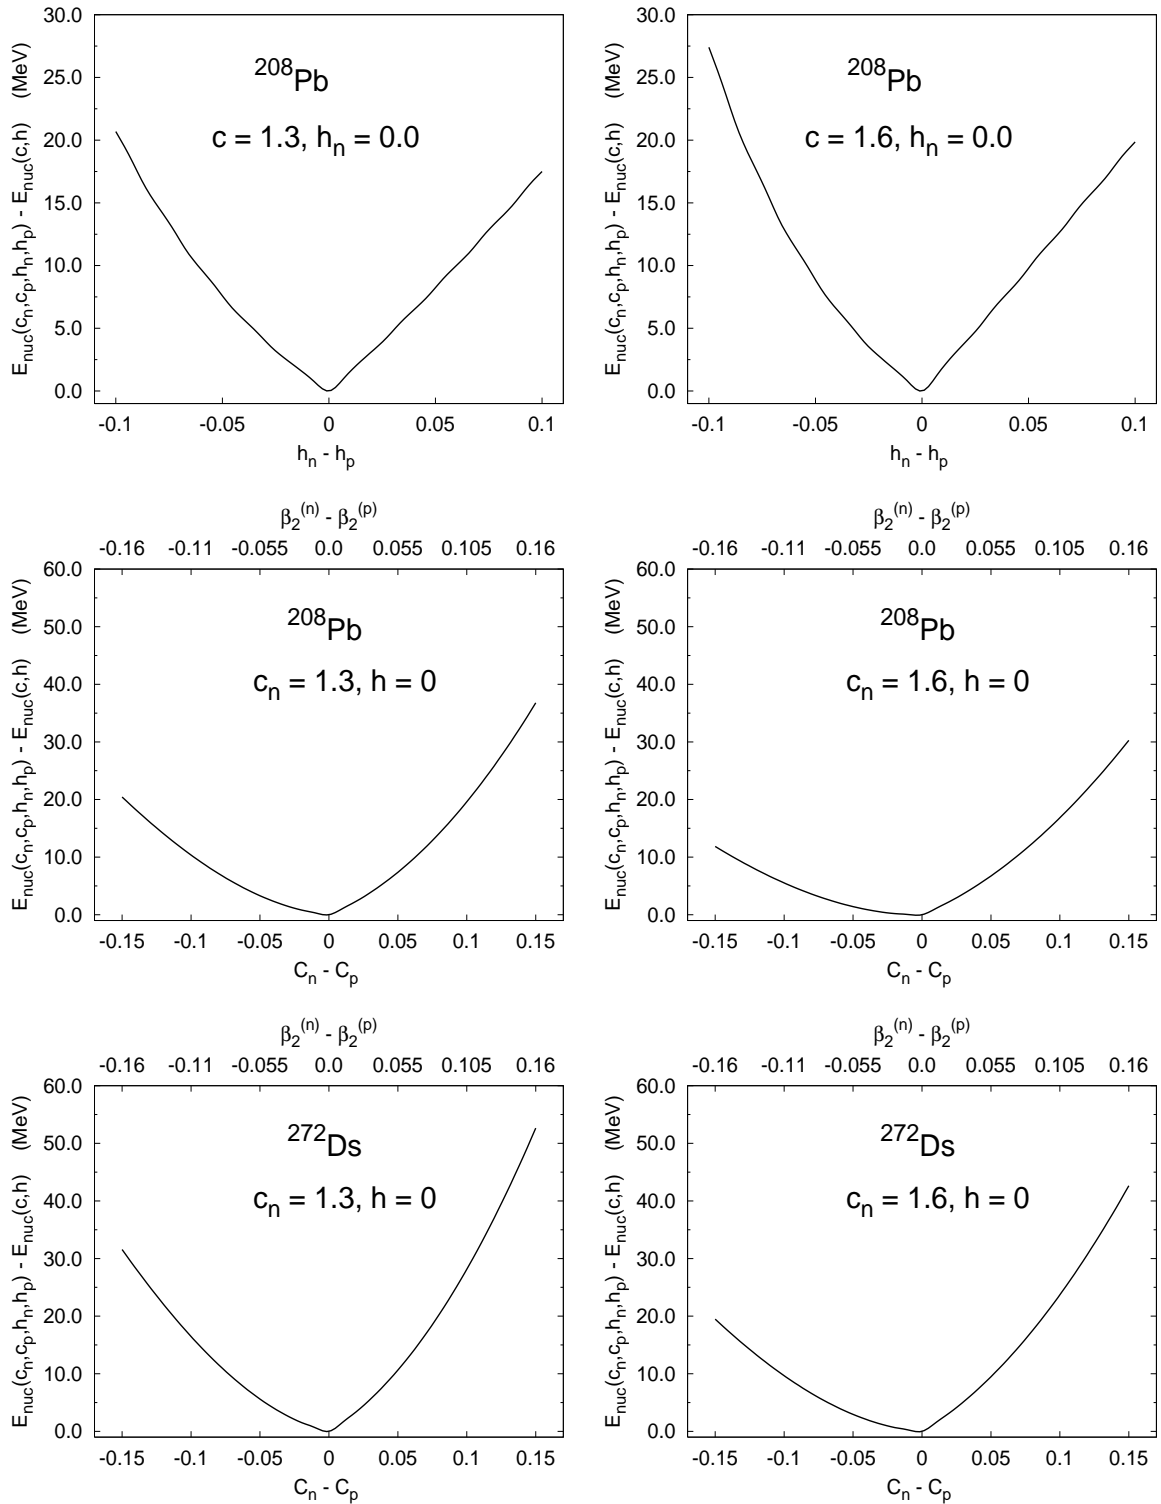 30.0
25.0
20.0
15.0
10.0
5.0
0.0
E_nuc(c_n,c_p,h_n,h_p) - E_nuc(c,h) (MeV)
²⁰⁸Pb
c = 1.3, h_n = 0.0
-0.1 -0.05 0 0.05 0.1
h_n - h_p
30.0
25.0
20.0
15.0
10.0
5.0
0.0
E_nuc(c_n,c_p,h_n,h_p) - E_nuc(c,h) (MeV)
²⁰⁸Pb
c = 1.6, h_n = 0.0
-0.1 -0.05 0 0.05 0.1
h_n - h_p
β₂⁽ⁿ⁾ - β₂⁽ᵖ⁾
-0.16 -0.11 -0.055 0.0 0.055 0.105 0.16
60.0
50.0
40.0
30.0
20.0
10.0
0.0
E_nuc(c_n,c_p,h_n,h_p) - E_nuc(c,h) (MeV)
²⁰⁸Pb
c_n = 1.3, h = 0
-0.15 -0.1 -0.05 0 0.05 0.1 0.15
C_n - C_p
β₂⁽ⁿ⁾ - β₂⁽ᵖ⁾
-0.16 -0.11 -0.055 0.0 0.055 0.105 0.16
60.0
50.0
40.0
30.0
20.0
10.0
0.0
E_nuc(c_n,c_p,h_n,h_p) - E_nuc(c,h) (MeV)
²⁰⁸Pb
c_n = 1.6, h = 0
-0.15 -0.1 -0.05 0 0.05 0.1 0.15
C_n - C_p
β₂⁽ⁿ⁾ - β₂⁽ᵖ⁾
-0.16 -0.11 -0.055 0.0 0.055 0.105 0.16
60.0
50.0
40.0
30.0
20.0
10.0
0.0
E_nuc(c_n,c_p,h_n,h_p) - E_nuc(c,h) (MeV)
²⁷²Ds
c_n = 1.3, h = 0
-0.15 -0.1 -0.05 0 0.05 0.1 0.15
C_n - C_p
β₂⁽ⁿ⁾ - β₂⁽ᵖ⁾
-0.16 -0.11 -0.055 0.0 0.055 0.105 0.16
60.0
50.0
40.0
30.0
20.0
10.0
0.0
E_nuc(c_n,c_p,h_n,h_p) - E_nuc(c,h) (MeV)
²⁷²Ds
c_n = 1.6, h = 0
-0.15 -0.1 -0.05 0 0.05 0.1 0.15
C_n - C_p